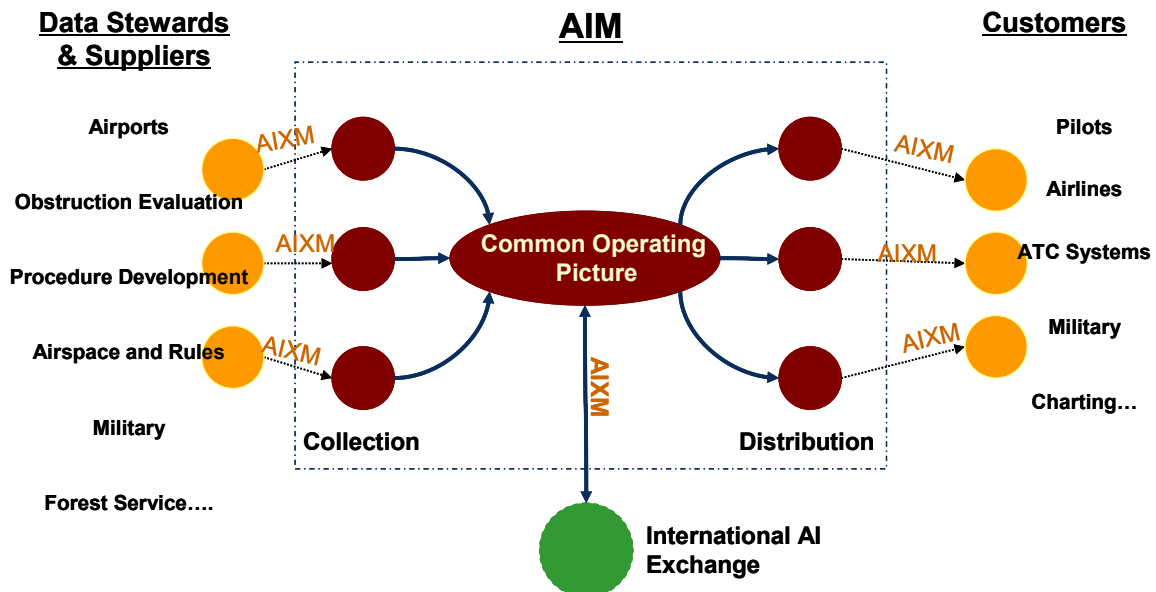 Data Stewards
& Suppliers
AIM
Customers
Airports
Obstruction Evaluation
Procedure Development
Airspace and Rules
Military
Forest Service….
AIXM
AIXM
AIXM
Collection
Common Operating
Picture
AIXM
Distribution
AIXM
AIXM
AIXM
Pilots
Airlines
ATC Systems
Military
Charting…
International AI
Exchange